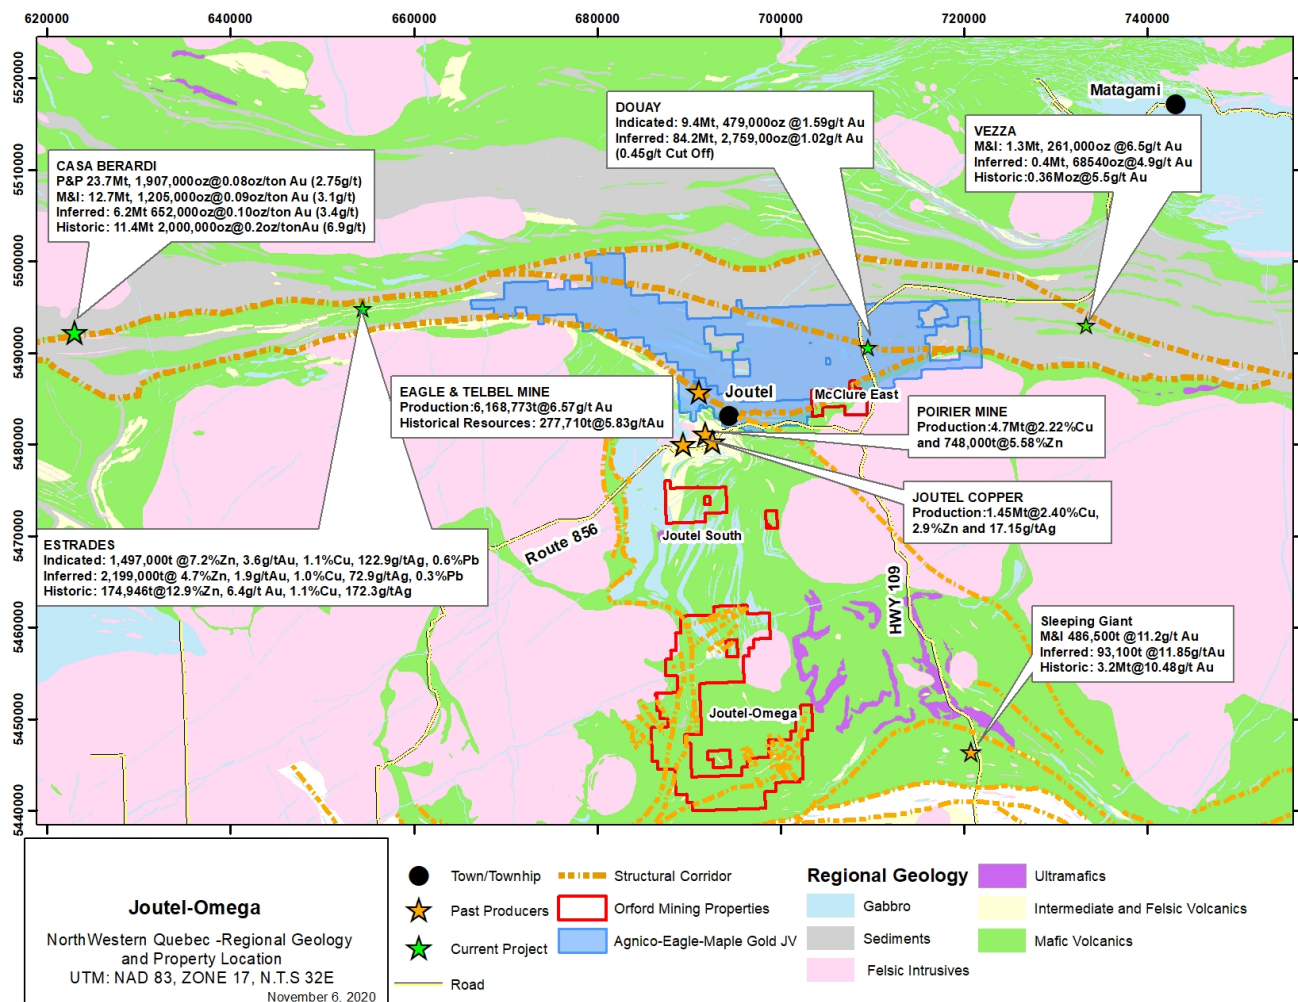 620000 640000 660000 680000 700000 720000 740000
5520000
5510000
5500000
5490000
5480000
5470000
5460000
5450000
5440000
Matagami
DOUAY
Indicated: 9.4Mt, 479,000oz @1.59g/t Au
Inferred: 84.2Mt, 2,759,00oz@1.02g/t Au
(0.45g/t Cut Off)
VEZZA
M&I: 1.3Mt, 261,000oz @6.5g/t Au
Inferred: 0.4Mt, 68540oz@4.9g/t Au
Historic:0.36Moz@5.5g/t Au
CASA BERARDI
P&P 23.7Mt, 1,907,000oz@0.08oz/ton Au (2.75g/t)
M&I: 12.7Mt, 1,205,000oz@0.09oz/ton Au (3.1g/t)
Inferred: 6.2Mt 652,000oz@0.10oz/ton Au (3.4g/t)
Historic: 11.4Mt 2,000,000oz@0.2oz/tonAu (6.9g/t)
EAGLE & TELBEL MINE
Production:6,168,773t@6.57g/t Au
Historical Resources: 277,710t@5.83g/tAu
Joutel
McClure East
POIRIER MINE
Production:4.7Mt@2.22%Cu
and 748,000t@5.58%Zn
JOUTEL COPPER
Production:1.45Mt@2.40%Cu,
2.9%Zn and 17.15g/tAg
Route 856
Joutel South
ESTRADES
Indicated: 1,497,000t @7.2%Zn, 3.6g/tAu, 1.1%Cu, 122.9g/tAg, 0.6%Pb
Inferred: 2,199,000t@ 4.7%Zn, 1.9g/tAu, 1.0%Cu, 72.9g/tAg, 0.3%Pb
Historic: 174,946t@12.9%Zn, 6.4g/t Au, 1.1%Cu, 172.3g/tAg
HWY 109
Sleeping Giant
M&I 486,500t @11.2g/t Au
Inferred: 93,100t @11.85g/tAu
Historic: 3.2Mt@10.48g/t Au
Joutel-Omega
Joutel-Omega
NorthWestern Quebec -Regional Geology
and Property Location
UTM: NAD 83, ZONE 17, N.T.S 32E
November 6, 2020
Town/Townhip
Past Producers
Current Project
Road
Structural Corridor
Orford Mining Properties
Agnico-Eagle-Maple Gold JV
Regional Geology
Gabbro
Sediments
Felsic Intrusives
Ultramafics
Intermediate and Felsic Volcanics
Mafic Volcanics